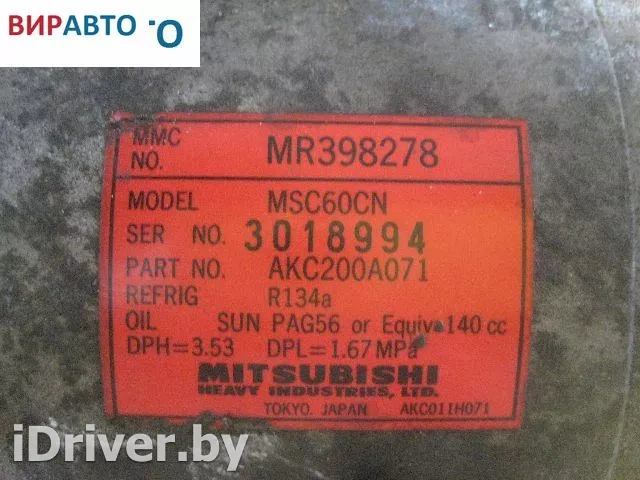 ВИРАВТО
MMC
NO.
MR398278
MODEL MSC60CN
SER NO. 3018994
PART NO. AKC200A071
REFRIG R134a
OIL SUN PAG56 or Equiva 140 cc
DPH=3.53 DPL=1.67 MPa
MITSUBISHI
HEAVY INDUSTRIES, LTD.
TOKYO. JAPAN AKC011H071
iDriver.by